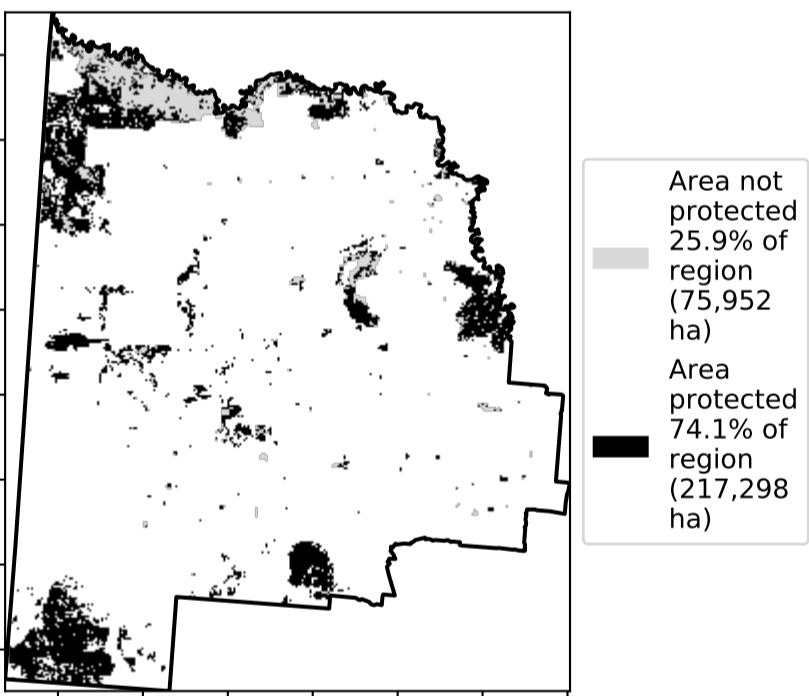 Area not
protected
25.9% of
region
(75,952
ha)
Area
protected
74.1% of
region
(217,298
ha)